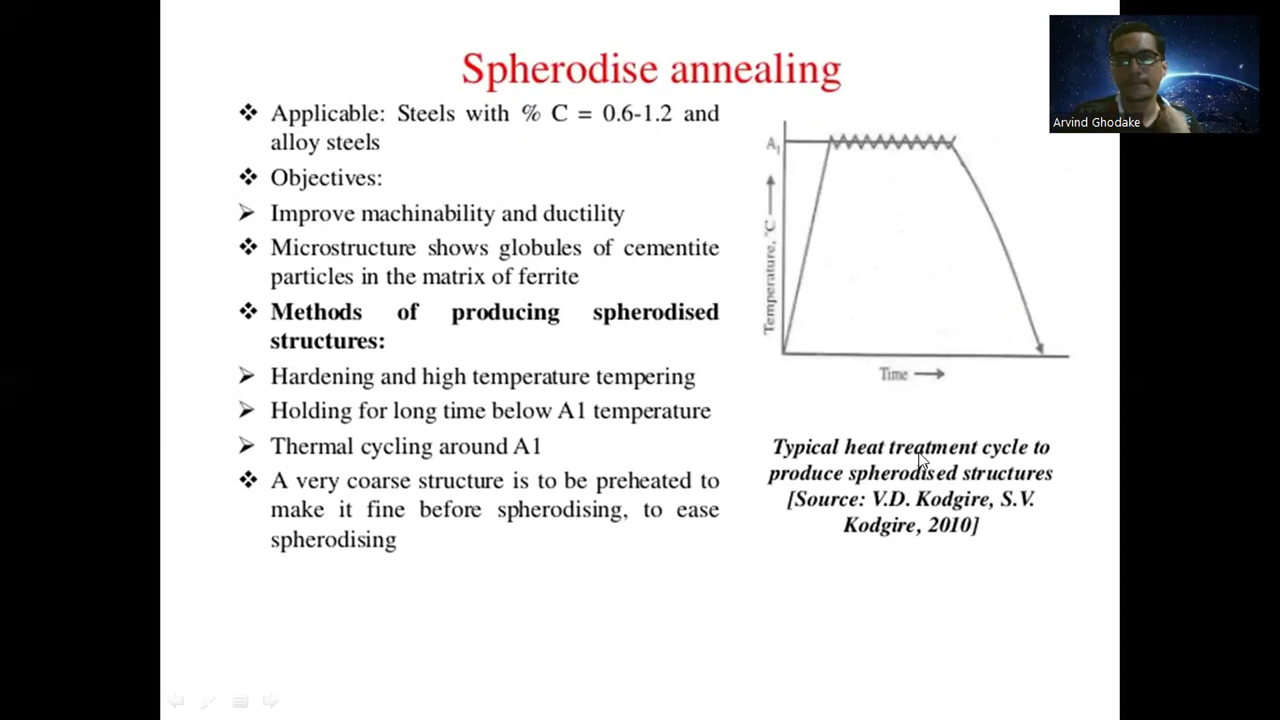 Spherodise annealing
❖ Applicable: Steels with % C = 0.6-1.2 and
alloy steels
❖ Objectives:
➢ Improve machinability and ductility
❖ Microstructure shows globules of cementite
particles in the matrix of ferrite
❖ Methods of producing spherodised
structures:
➢ Hardening and high temperature tempering
➢ Holding for long time below A1 temperature
➢ Thermal cycling around A1
❖ A very coarse structure is to be preheated to
make it fine before spherodising, to ease
spherodising
A1
Temperature, °C
Time
Typical heat treatment cycle to
produce spherodised structures
[Source: V.D. Kodgire, S.V.
Kodgire, 2010]
Arvind Ghodake